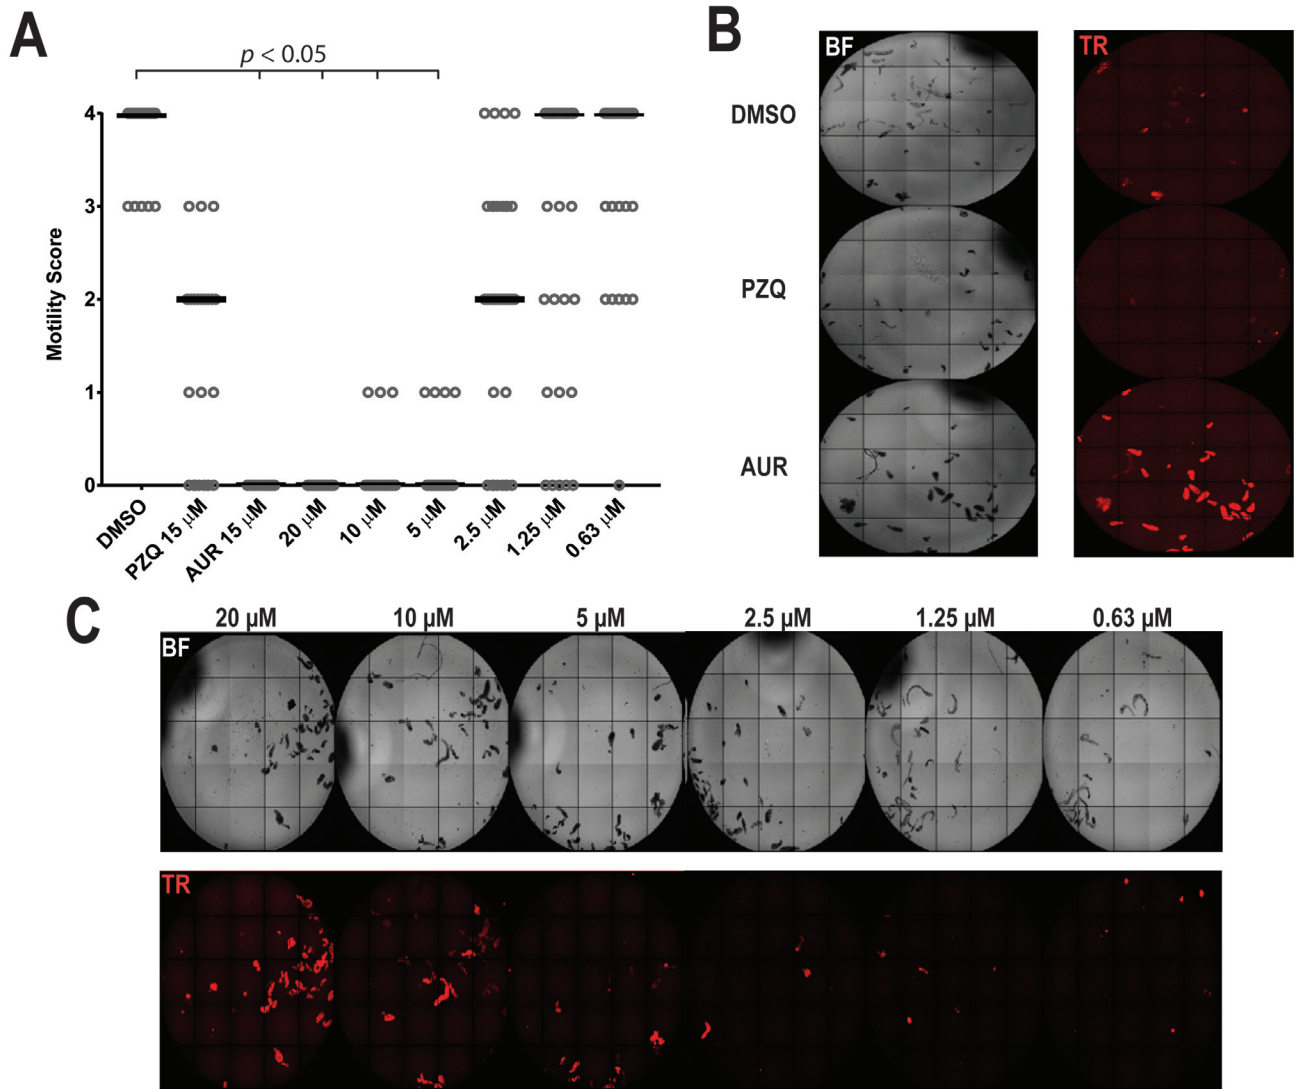 A
p < 0.05
Motility Score
4
3
2
1
0
DMSO
PZQ 15 μM
AUR 15 μM
20 μM
10 μM
5 μM
2.5 μM
1.25 μM
0.63 μM
B
BF
TR
DMSO
PZQ
AUR
C
20 μM
10 μM
5 μM
2.5 μM
1.25 μM
0.63 μM
BF
TR